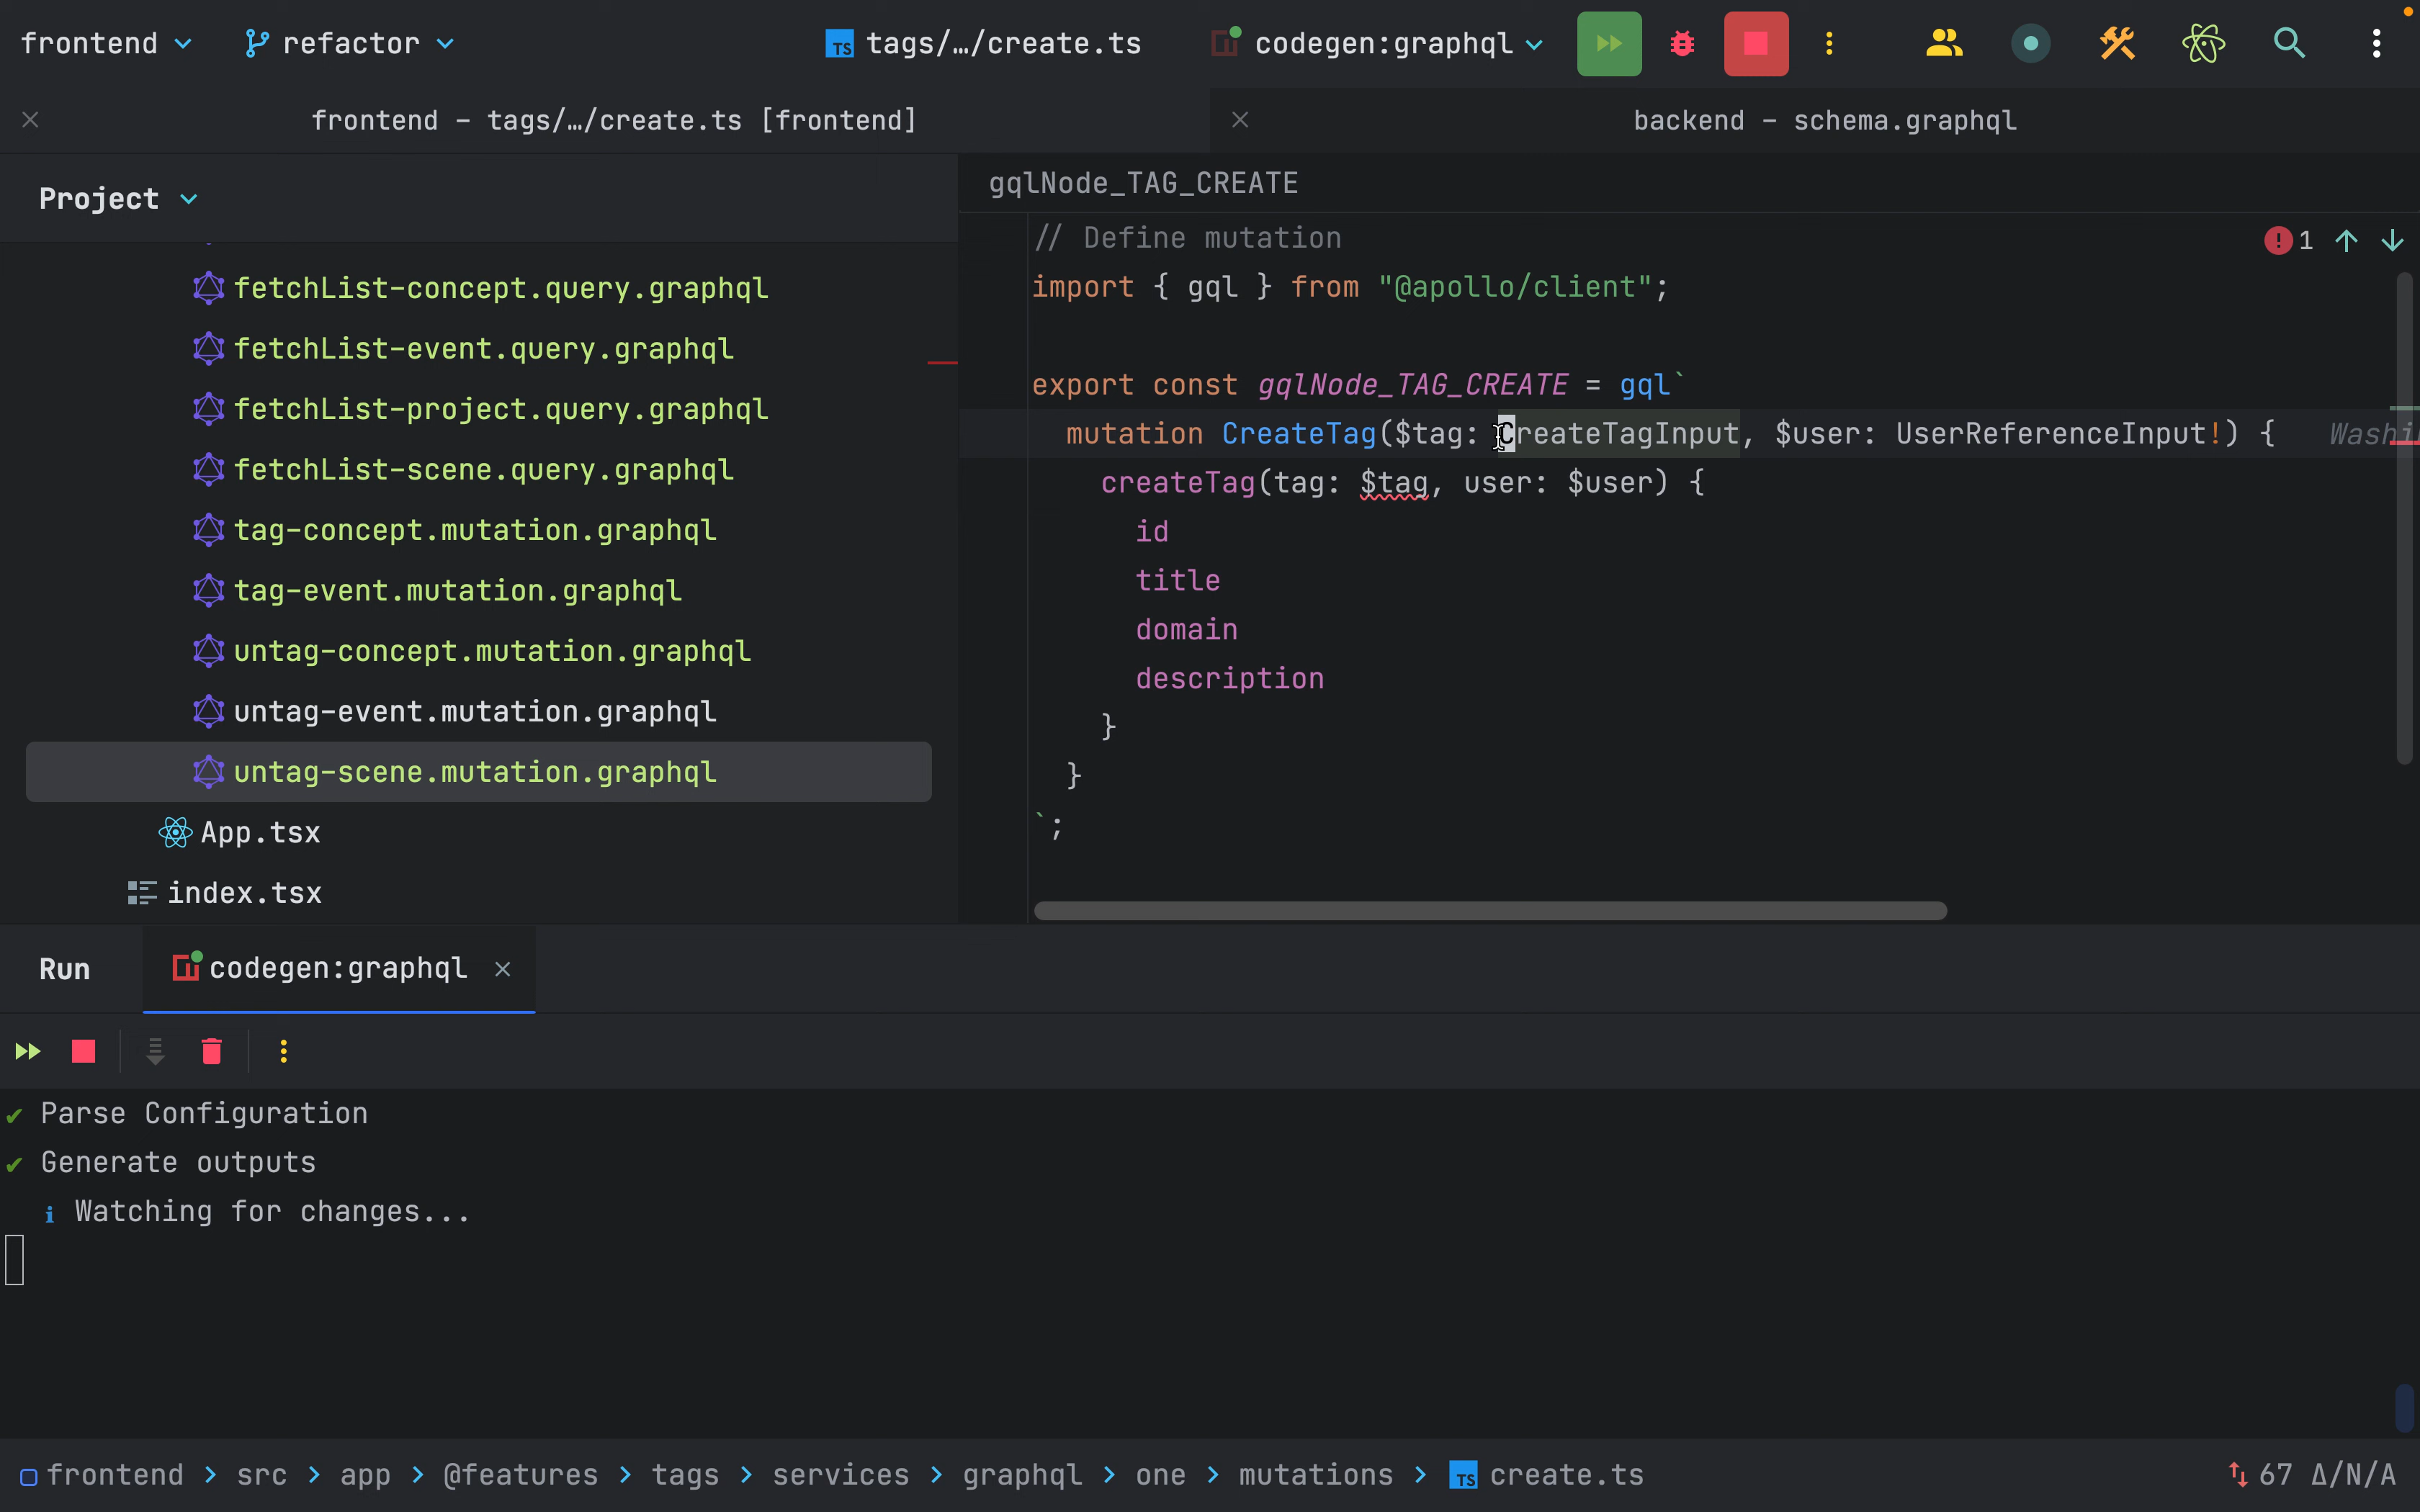 frontend
refactor
TS tags/…/create.ts
codegen:graphql
frontend – tags/…/create.ts [frontend]
backend – schema.graphql
Project
gqlNode_TAG_CREATE
fetchList-concept.query.graphql
fetchList-event.query.graphql
fetchList-project.query.graphql
fetchList-scene.query.graphql
tag-concept.mutation.graphql
tag-event.mutation.graphql
untag-concept.mutation.graphql
untag-event.mutation.graphql
untag-scene.mutation.graphql
App.tsx
index.tsx
// Define mutation
1
import { gql } from "@apollo/client";
export const gqlNode_TAG_CREATE = gql`
mutation CreateTag($tag: CreateTagInput, $user: UserReferenceInput!) {
createTag(tag: $tag, user: $user) {
id
title
domain
description
}
}
`;
Run
codegen:graphql
✔ Parse Configuration
✔ Generate outputs
i Watching for changes...
frontend > src > app > @features > tags > services > graphql > one > mutations > TS create.ts
67 Δ/N/A